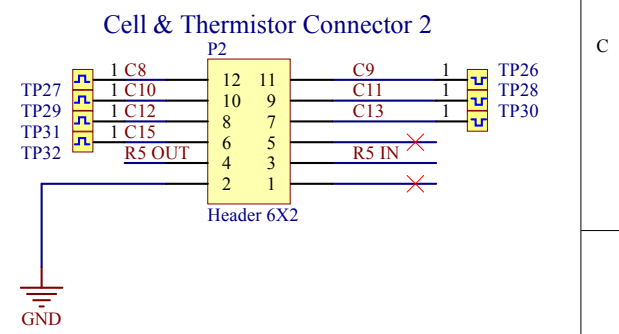 Cell & Thermistor Connector 2
C
P2
1 C8 12 11 C9 1 TP26
TP27 1 C10 10 9 C11 1 TP28
TP29 1 C12 8 7 C13 1 TP30
TP31 1 C15 6 5
TP32 R5 OUT 4 3 R5 IN
2 1
Header 6X2
GND